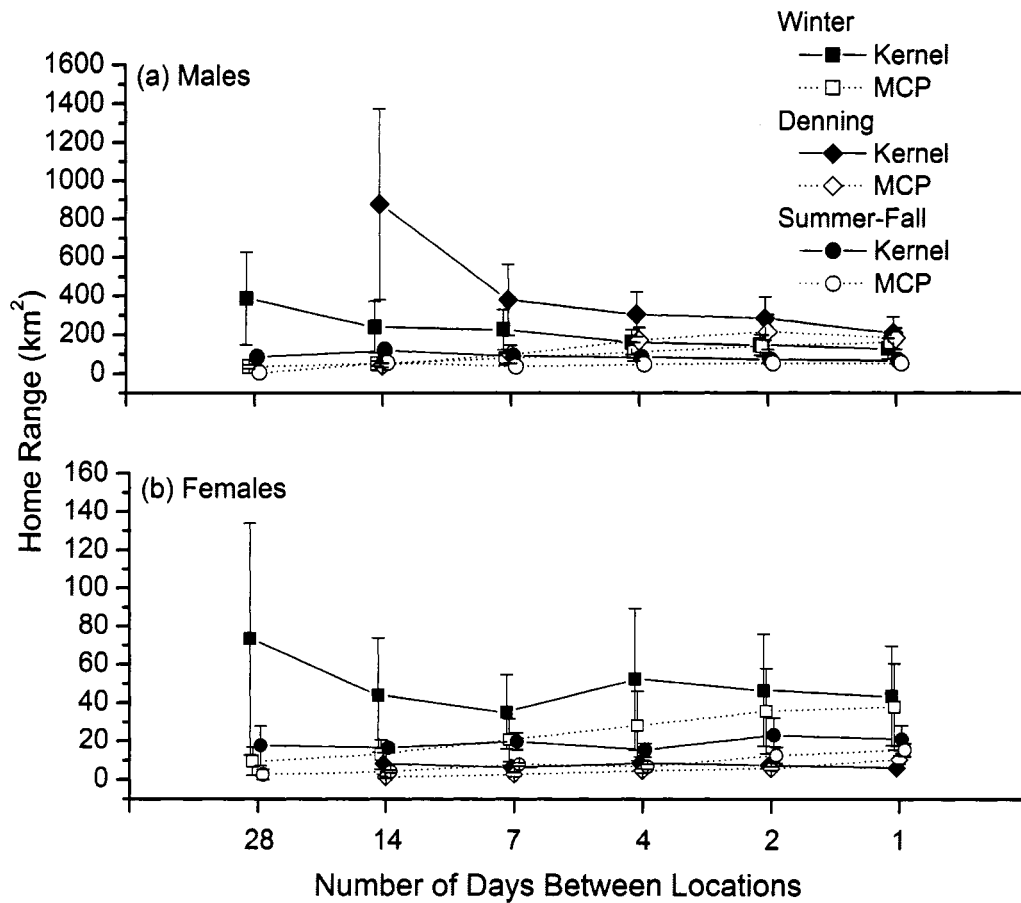 Winter
Kernel
MCP
Denning
Kernel
MCP
Summer-Fall
Kernel
MCP
(a) Males
1600
1400
1200
1000
800
600
400
200
0
Home Range (km²)
(b) Females
160
140
120
100
80
60
40
20
0
28 14 7 4 2 1
Number of Days Between Locations